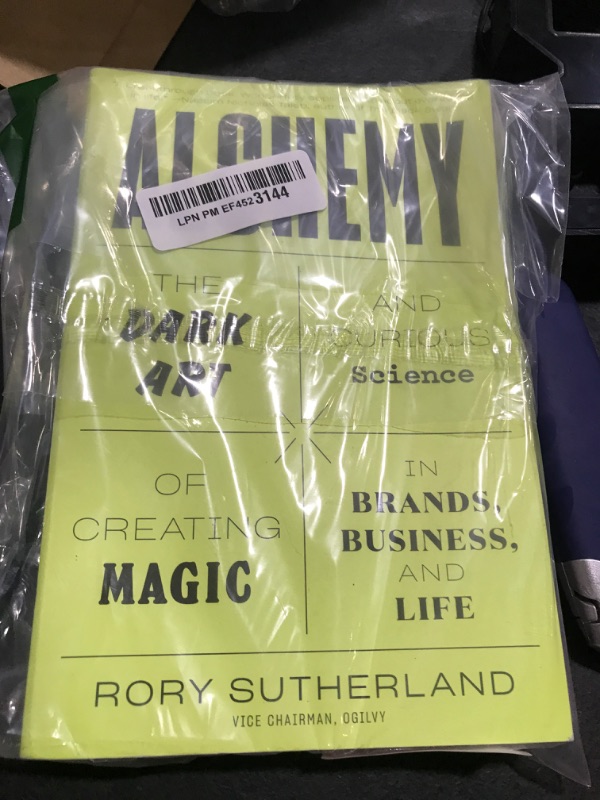 ALCHEMY
LPN PM EF4523144
THE
DARK
ART
AND
CURIOUS
Science
OF
CREATING
MAGIC
IN
BRANDS,
BUSINESS,
AND
LIFE
RORY SUTHERLAND
VICE CHAIRMAN, OGILVY